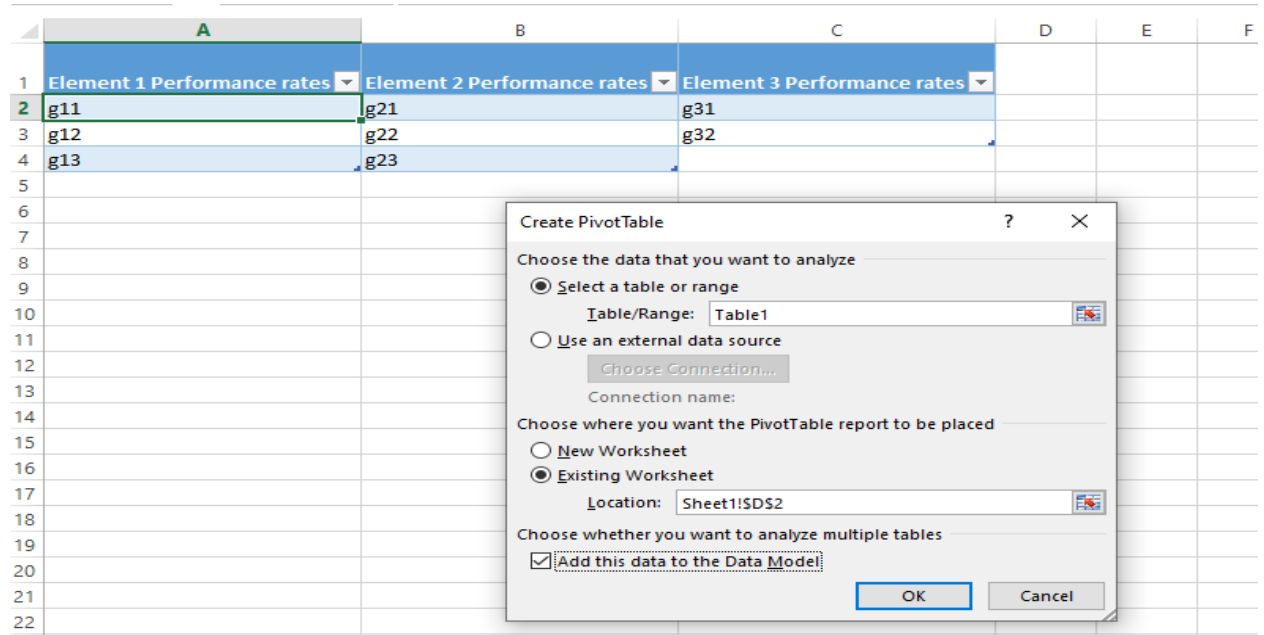 A B C D E F
1 Element 1 Performance rates Element 2 Performance rates Element 3 Performance rates
2 g11 g21 g31
3 g12 g22 g32
4 g13 g23
5
6
7
8
9
10
11
12
13
14
15
16
17
18
19
20
21
22
Create PivotTable ?
Choose the data that you want to analyze
Select a table or range
Table/Range: Table1
Use an external data source
Choose Connection...
Connection name:
Choose where you want the PivotTable report to be placed
New Worksheet
Existing Worksheet
Location: Sheet1!$D$2
Choose whether you want to analyze multiple tables
Add this data to the Data Model
OK Cancel